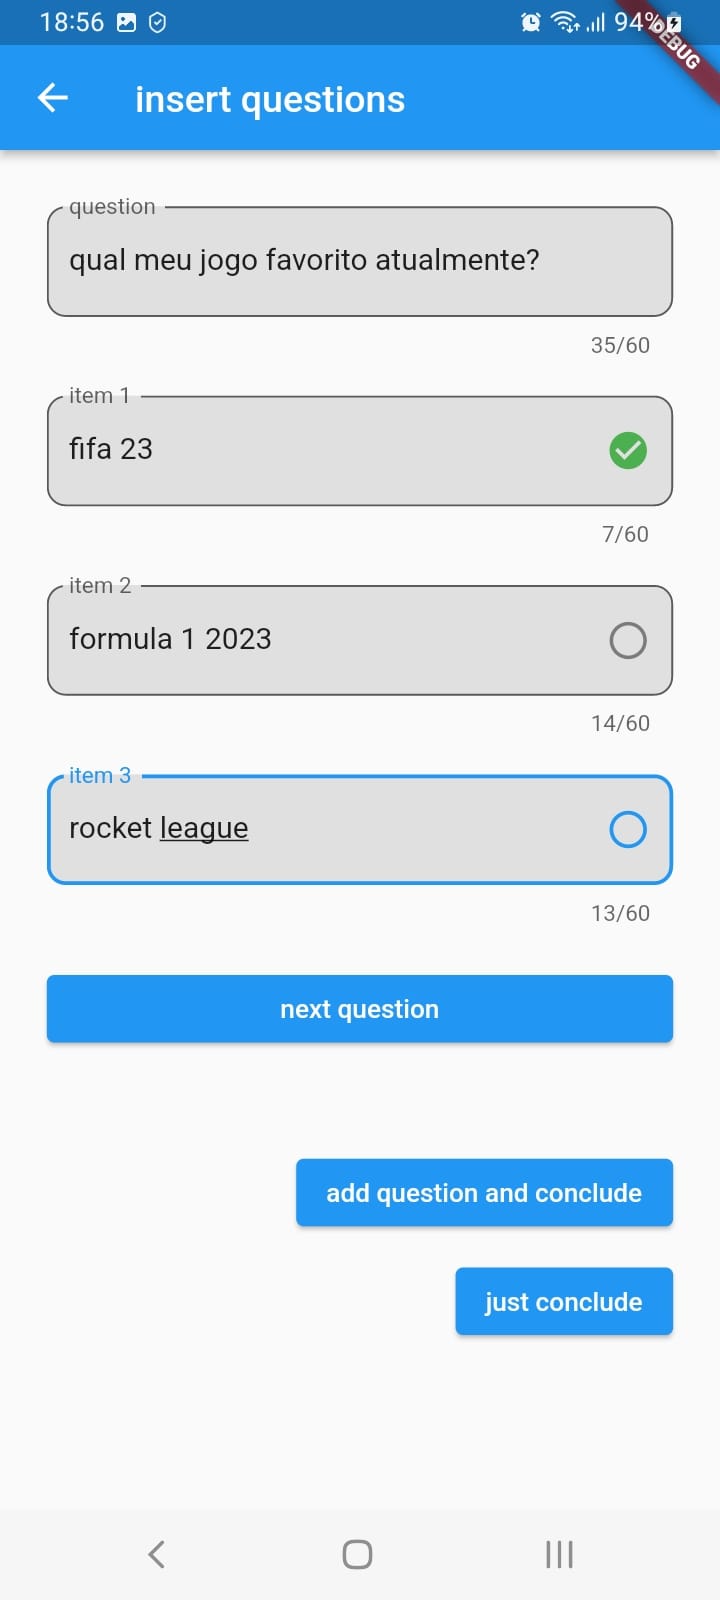 18:56 94%
DEBUG
insert questions
question
qual meu jogo favorito atualmente?
35/60
item 1
fifa 23
7/60
item 2
formula 1 2023
14/60
item 3
rocket league
13/60
next question
add question and conclude
just conclude